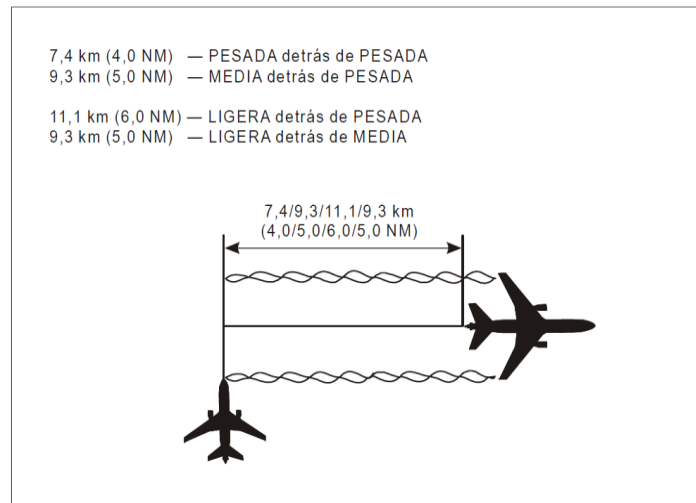 7,4 km (4,0 NM) — PESADA detrás de PESADA
9,3 km (5,0 NM) — MEDIA detrás de PESADA
11,1 km (6,0 NM) — LIGERA detrás de PESADA
9,3 km (5,0 NM) — LIGERA detrás de MEDIA
7,4/9,3/11,1/9,3 km
(4,0/5,0/6,0/5,0 NM)